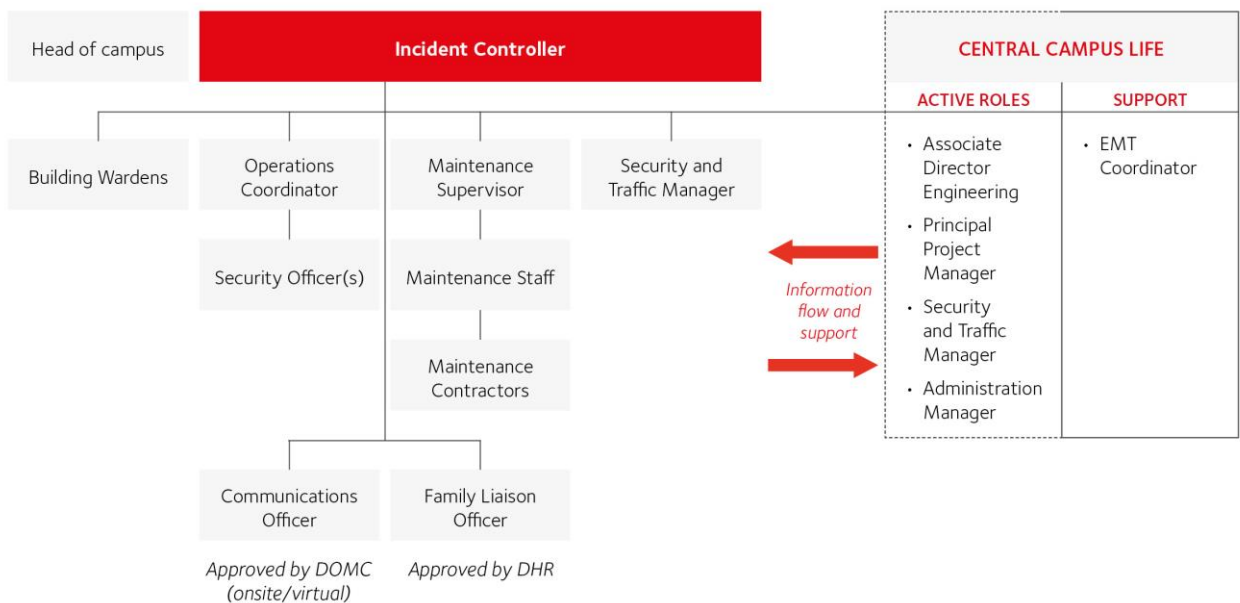 Head of campus
Incident Controller
CENTRAL CAMPUS LIFE
ACTIVE ROLES
SUPPORT
Building Wardens
Operations
Coordinator
Maintenance
Supervisor
Security and
Traffic Manager
Security Officer(s)
Maintenance Staff
Maintenance
Contractors
Information
flow and
support
• Associate
Director
Engineering
• Principal
Project
Manager
• Security
and Traffic
Manager
• Administration
Manager
• EMT
Coordinator
Communications
Officer
Family Liaison
Officer
Approved by DOMC
(onsite/virtual)
Approved by DHR